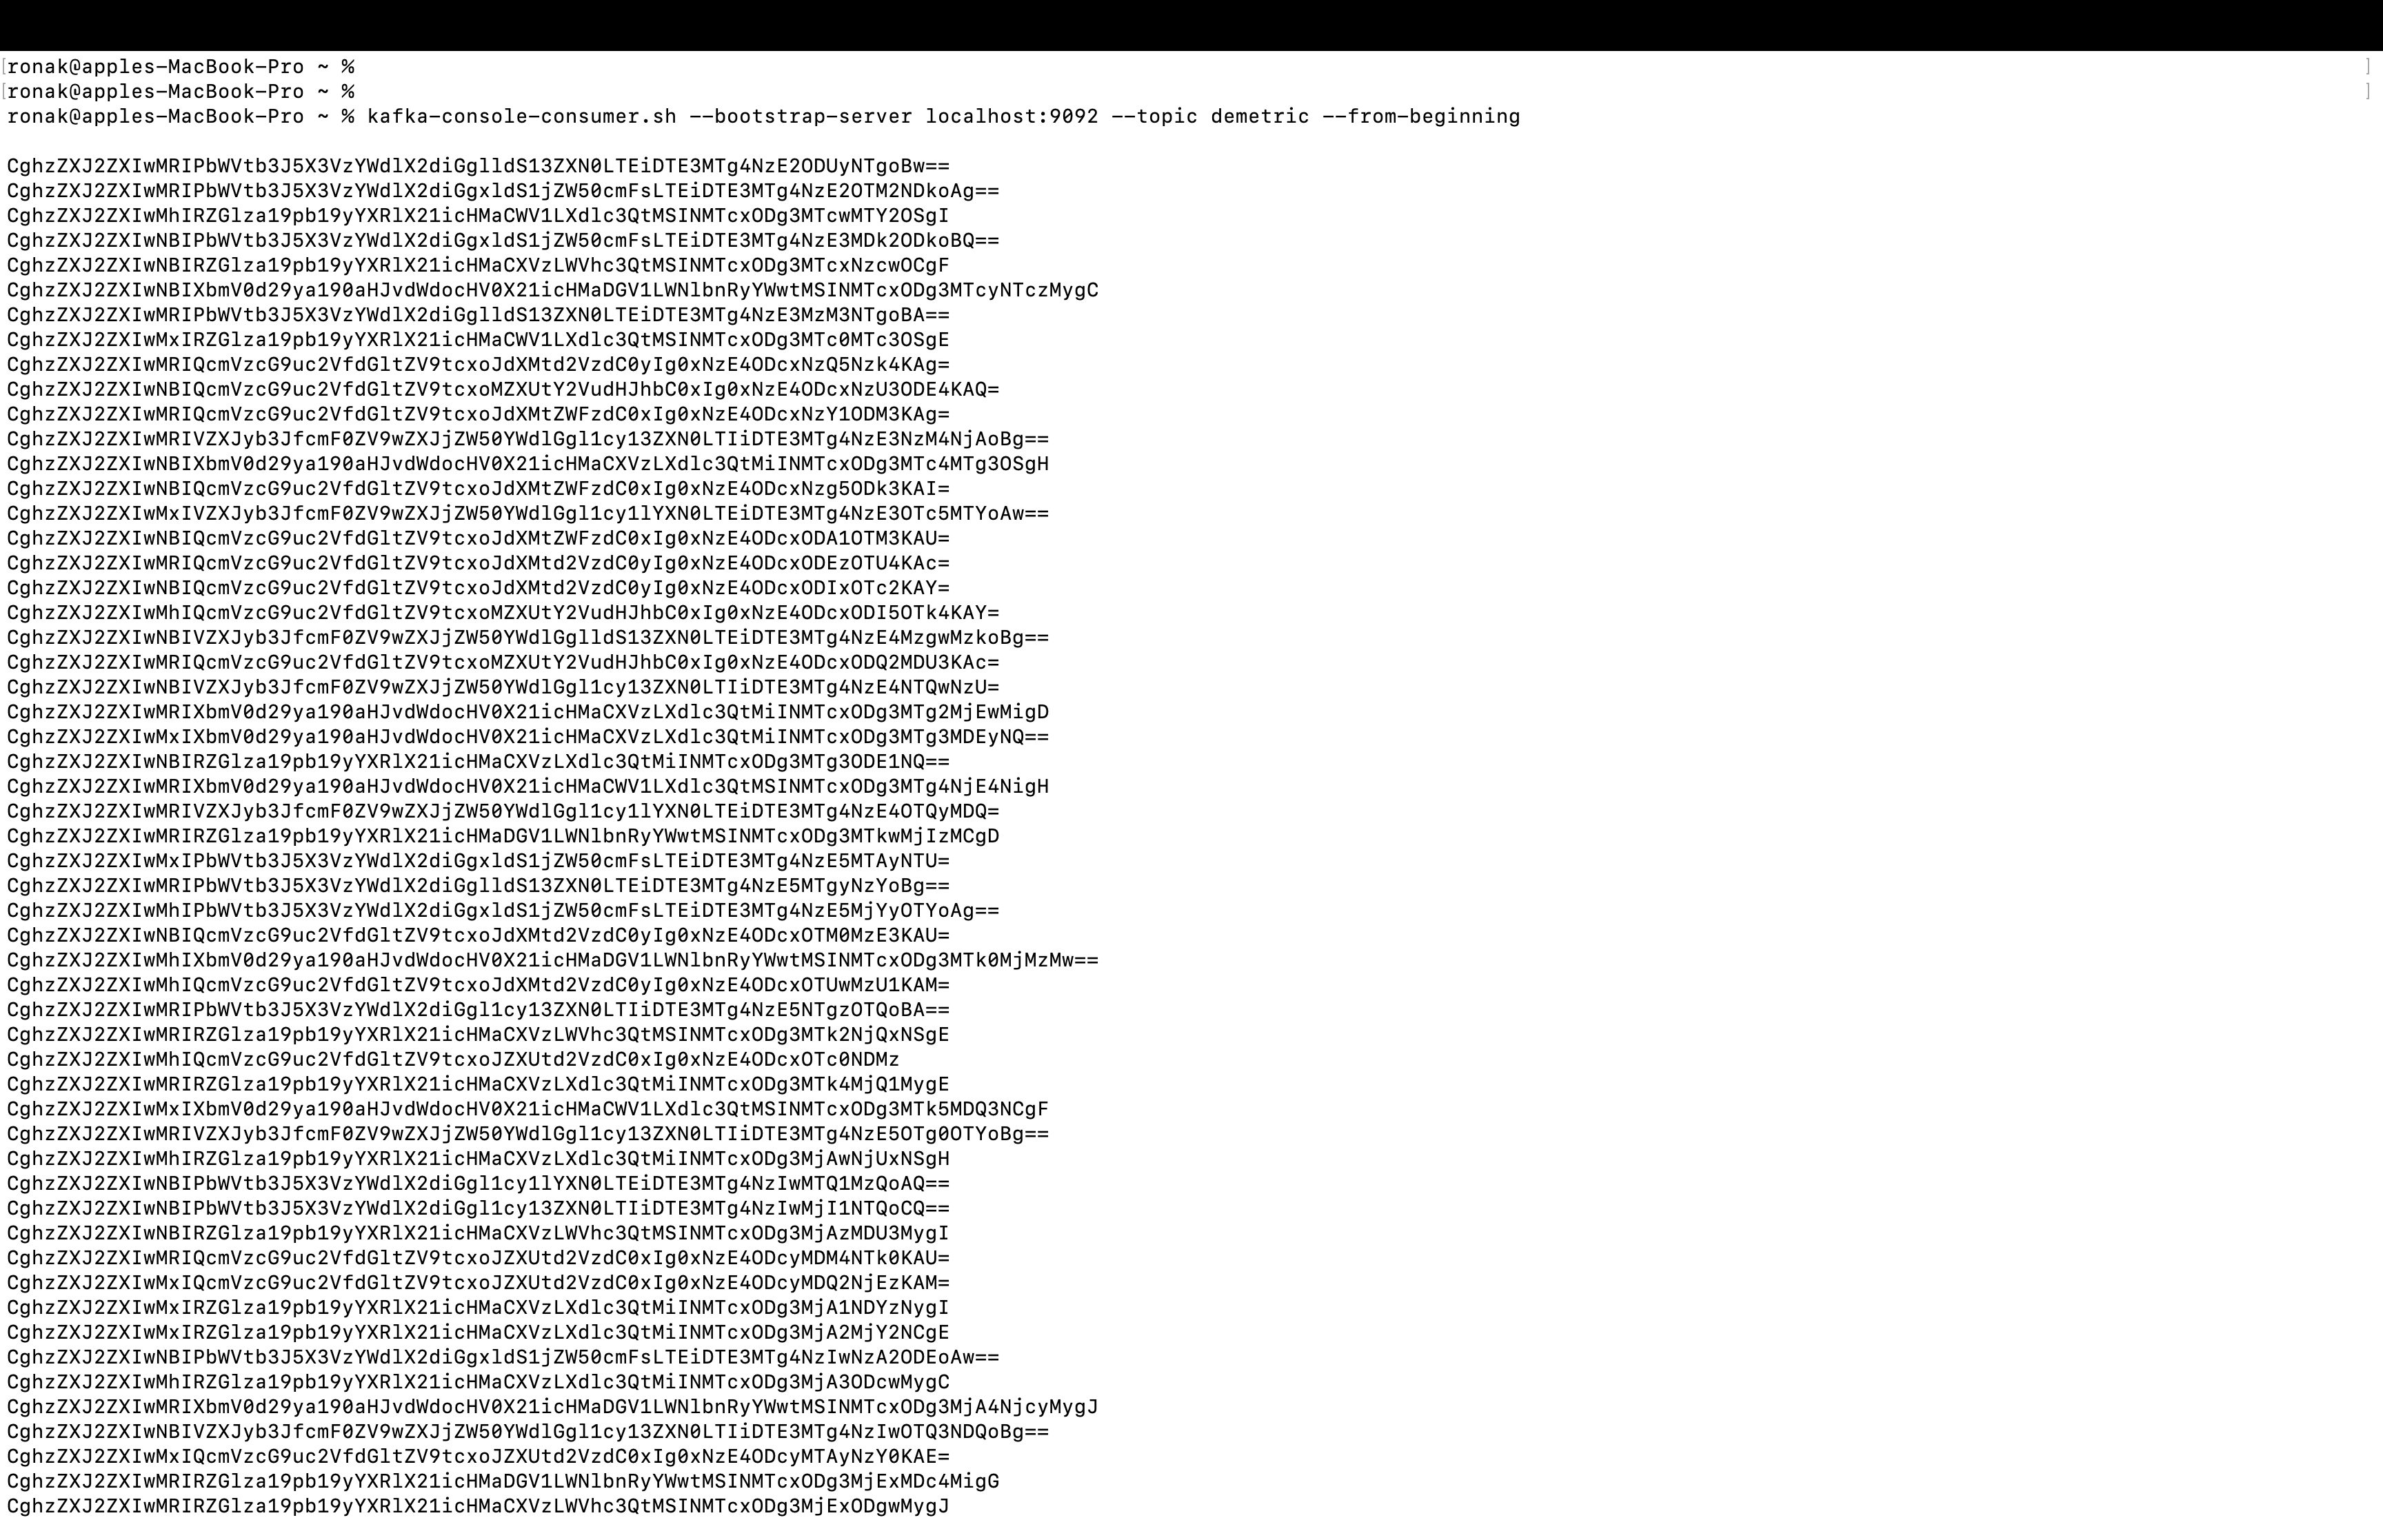 [ronak@apples-MacBook-Pro ~ % ]
[ronak@apples-MacBook-Pro ~ % ]
ronak@apples-MacBook-Pro ~ % kafka-console-consumer.sh --bootstrap-server localhost:9092 --topic demetric --from-beginning
CghzZXJ2ZXIwMRIPbWVtb3J5X3VzYWdlX2diGglldS13ZXN0LTEiDTE3MTg4NzE2ODUyNTgoBw==
CghzZXJ2ZXIwMRIPbWVtb3J5X3VzYWdlX2diGgxldS1jZW50cmFsLTEiDTE3MTg4NzE2OTM2NDkoAg==
CghzZXJ2ZXIwMhIRZGlza19pb19yYXRlX21icHMaCWV1LXdlc3QtMSINMTcxODg3MTcwMTY2OSgI
CghzZXJ2ZXIwNBIPbWVtb3J5X3VzYWdlX2diGgxldS1jZW50cmFsLTEiDTE3MTg4NzE3MDk2ODkoBQ==
CghzZXJ2ZXIwNBIRZGlza19pb19yYXRlX21icHMaCXVzLWVhc3QtMSINMTcxODg3MTcxNzcwOCgF
CghzZXJ2ZXIwNBIXbmV0d29ya190aHJvdWdocHV0X21icHMaDGV1LWNlbnRyYWwtMSINMTcxODg3MTcyNTczMygC
CghzZXJ2ZXIwMRIPbWVtb3J5X3VzYWdlX2diGglldS13ZXN0LTEiDTE3MTg4NzE3MzM3NTgoBA==
CghzZXJ2ZXIwMxIRZGlza19pb19yYXRlX21icHMaCWV1LXdlc3QtMSINMTcxODg3MTc0MTc3OSgE
CghzZXJ2ZXIwMRIQcmVzcG9uc2VfdGltZV9tcxoJdXMtd2VzdC0yIg0xNzE4ODcxNzQ5Nzk4KAg=
CghzZXJ2ZXIwNBIQcmVzcG9uc2VfdGltZV9tcxoMZXUtY2VudHJhbC0xIg0xNzE4ODcxNzU3ODE4KAQ=
CghzZXJ2ZXIwMRIQcmVzcG9uc2VfdGltZV9tcxoJdXMtZWFzdC0xIg0xNzE4ODcxNzY1ODM3KAg=
CghzZXJ2ZXIwMRIVZXJyb3JfcmF0ZV9wZXJjZW50YWdlGgl1cy13ZXN0LTIiDTE3MTg4NzE3NzM4NjAoBg==
CghzZXJ2ZXIwNBIXbmV0d29ya190aHJvdWdocHV0X21icHMaCXVzLXdlc3QtMiINMTcxODg3MTc4MTg3OSgH
CghzZXJ2ZXIwNBIQcmVzcG9uc2VfdGltZV9tcxoJdXMtZWFzdC0xIg0xNzE4ODcxNzg5ODk3KAI=
CghzZXJ2ZXIwMxIVZXJyb3JfcmF0ZV9wZXJjZW50YWdlGgl1cy1lYXN0LTEiDTE3MTg4NzE3OTc5MTYoAw==
CghzZXJ2ZXIwNBIQcmVzcG9uc2VfdGltZV9tcxoJdXMtZWFzdC0xIg0xNzE4ODcxODA1OTM3KAU=
CghzZXJ2ZXIwMRIQcmVzcG9uc2VfdGltZV9tcxoJdXMtd2VzdC0yIg0xNzE4ODcxODEzOTU4KAc=
CghzZXJ2ZXIwNBIQcmVzcG9uc2VfdGltZV9tcxoJdXMtd2VzdC0yIg0xNzE4ODcxODIxOTc2KAY=
CghzZXJ2ZXIwMhIQcmVzcG9uc2VfdGltZV9tcxoMZXUtY2VudHJhbC0xIg0xNzE4ODcxODI5OTk4KAY=
CghzZXJ2ZXIwNBIVZXJyb3JfcmF0ZV9wZXJjZW50YWdlGglldS13ZXN0LTEiDTE3MTg4NzE4MzgwMzkoBg==
CghzZXJ2ZXIwMRIQcmVzcG9uc2VfdGltZV9tcxoMZXUtY2VudHJhbC0xIg0xNzE4ODcxODQ2MDU3KAc=
CghzZXJ2ZXIwNBIVZXJyb3JfcmF0ZV9wZXJjZW50YWdlGgl1cy13ZXN0LTIiDTE3MTg4NzE4NTQwNzU=
CghzZXJ2ZXIwMRIXbmV0d29ya190aHJvdWdocHV0X21icHMaCXVzLXdlc3QtMiINMTcxODg3MTg2MjEwMigD
CghzZXJ2ZXIwMxIXbmV0d29ya190aHJvdWdocHV0X21icHMaCXVzLXdlc3QtMiINMTcxODg3MTg3MDEyNQ==
CghzZXJ2ZXIwNBIRZGlza19pb19yYXRlX21icHMaCXVzLXdlc3QtMiINMTcxODg3MTg3ODE1NQ==
CghzZXJ2ZXIwMRIXbmV0d29ya190aHJvdWdocHV0X21icHMaCWV1LXdlc3QtMSINMTcxODg3MTg4NjE4NigH
CghzZXJ2ZXIwMRIVZXJyb3JfcmF0ZV9wZXJjZW50YWdlGgl1cy1lYXN0LTEiDTE3MTg4NzE4OTQyMDQ=
CghzZXJ2ZXIwMRIRZGlza19pb19yYXRlX21icHMaDGV1LWNlbnRyYWwtMSINMTcxODg3MTkwMjIzMCgD
CghzZXJ2ZXIwMxIPbWVtb3J5X3VzYWdlX2diGgxldS1jZW50cmFsLTEiDTE3MTg4NzE5MTAyNTU=
CghzZXJ2ZXIwMRIPbWVtb3J5X3VzYWdlX2diGglldS13ZXN0LTEiDTE3MTg4NzE5MTgyNzYoBg==
CghzZXJ2ZXIwMhIPbWVtb3J5X3VzYWdlX2diGgxldS1jZW50cmFsLTEiDTE3MTg4NzE5MjYyOTYoAg==
CghzZXJ2ZXIwNBIQcmVzcG9uc2VfdGltZV9tcxoJdXMtd2VzdC0yIg0xNzE4ODcxOTM0MzE3KAU=
CghzZXJ2ZXIwMhIXbmV0d29ya190aHJvdWdocHV0X21icHMaDGV1LWNlbnRyYWwtMSINMTcxODg3MTk0MjMzMw==
CghzZXJ2ZXIwMhIQcmVzcG9uc2VfdGltZV9tcxoJdXMtd2VzdC0yIg0xNzE4ODcxOTUwMzU1KAM=
CghzZXJ2ZXIwMRIPbWVtb3J5X3VzYWdlX2diGgl1cy13ZXN0LTIiDTE3MTg4NzE5NTgzOTQoBA==
CghzZXJ2ZXIwMRIRZGlza19pb19yYXRlX21icHMaCXVzLWVhc3QtMSINMTcxODg3MTk2NjQxNSgE
CghzZXJ2ZXIwMhIQcmVzcG9uc2VfdGltZV9tcxoJZXUtd2VzdC0xIg0xNzE4ODcxOTc0NDMz
CghzZXJ2ZXIwMRIRZGlza19pb19yYXRlX21icHMaCXVzLXdlc3QtMiINMTcxODg3MTk4MjQ1MygE
CghzZXJ2ZXIwMxIXbmV0d29ya190aHJvdWdocHV0X21icHMaCWV1LXdlc3QtMSINMTcxODg3MTk5MDQ3NCgF
CghzZXJ2ZXIwMRIVZXJyb3JfcmF0ZV9wZXJjZW50YWdlGgl1cy13ZXN0LTIiDTE3MTg4NzE5OTg0OTYoBg==
CghzZXJ2ZXIwMhIRZGlza19pb19yYXRlX21icHMaCXVzLXdlc3QtMiINMTcxODg3MjAwNjUxNSgH
CghzZXJ2ZXIwNBIPbWVtb3J5X3VzYWdlX2diGgl1cy1lYXN0LTEiDTE3MTg4NzIwMTQ1MzQoAQ==
CghzZXJ2ZXIwNBIPbWVtb3J5X3VzYWdlX2diGgl1cy13ZXN0LTIiDTE3MTg4NzIwMjI1NTQoCQ==
CghzZXJ2ZXIwNBIRZGlza19pb19yYXRlX21icHMaCXVzLWVhc3QtMSINMTcxODg3MjAzMDU3MygI
CghzZXJ2ZXIwMRIQcmVzcG9uc2VfdGltZV9tcxoJZXUtd2VzdC0xIg0xNzE4ODcyMDM4NTk0KAU=
CghzZXJ2ZXIwMxIQcmVzcG9uc2VfdGltZV9tcxoJZXUtd2VzdC0xIg0xNzE4ODcyMDQ2NjEzKAM=
CghzZXJ2ZXIwMxIRZGlza19pb19yYXRlX21icHMaCXVzLXdlc3QtMiINMTcxODg3MjA1NDYzNygI
CghzZXJ2ZXIwMxIRZGlza19pb19yYXRlX21icHMaCXVzLXdlc3QtMiINMTcxODg3MjA2MjY2NCgE
CghzZXJ2ZXIwNBIPbWVtb3J5X3VzYWdlX2diGgxldS1jZW50cmFsLTEiDTE3MTg4NzIwNzA2ODEoAw==
CghzZXJ2ZXIwMhIRZGlza19pb19yYXRlX21icHMaCXVzLXdlc3QtMiINMTcxODg3MjA3ODcwMygC
CghzZXJ2ZXIwMRIXbmV0d29ya190aHJvdWdocHV0X21icHMaDGV1LWNlbnRyYWwtMSINMTcxODg3MjA4NjcyMygJ
CghzZXJ2ZXIwNBIVZXJyb3JfcmF0ZV9wZXJjZW50YWdlGgl1cy13ZXN0LTIiDTE3MTg4NzIwOTQ3NDQoBg==
CghzZXJ2ZXIwMxIQcmVzcG9uc2VfdGltZV9tcxoJZXUtd2VzdC0xIg0xNzE4ODcyMTAyNzY0KAE=
CghzZXJ2ZXIwMRIRZGlza19pb19yYXRlX21icHMaDGV1LWNlbnRyYWwtMSINMTcxODg3MjExMDc4MigG
CghzZXJ2ZXIwMRIRZGlza19pb19yYXRlX21icHMaCXVzLWVhc3QtMSINMTcxODg3MjExODgwMygJ